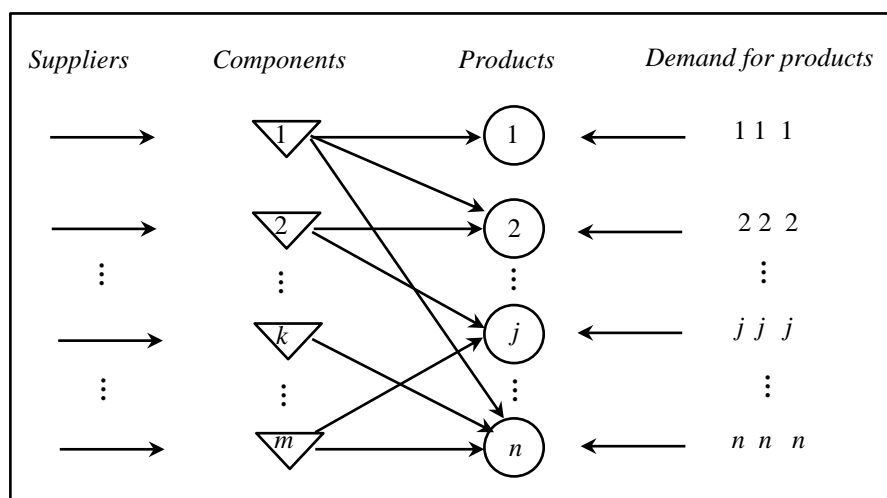 Suppliers Components Products Demand for products
1 1 1 1 1
2 2 2 2 2
k j j j j
m n n n n